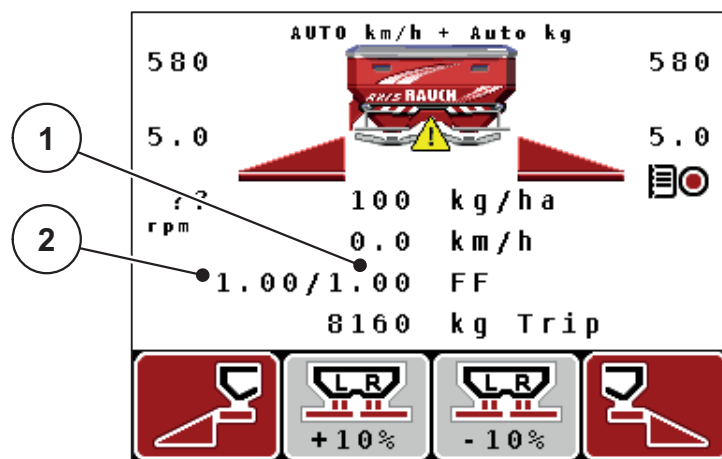 AUTO km/h + Auto kg
580
580
AXIS RAUCH
5.0
5.0
1
??
100 kg/ha
rpm
0.0 km/h
2
1.00/1.00 FF
8160 kg Trip
L R
+10%
L R
-10%